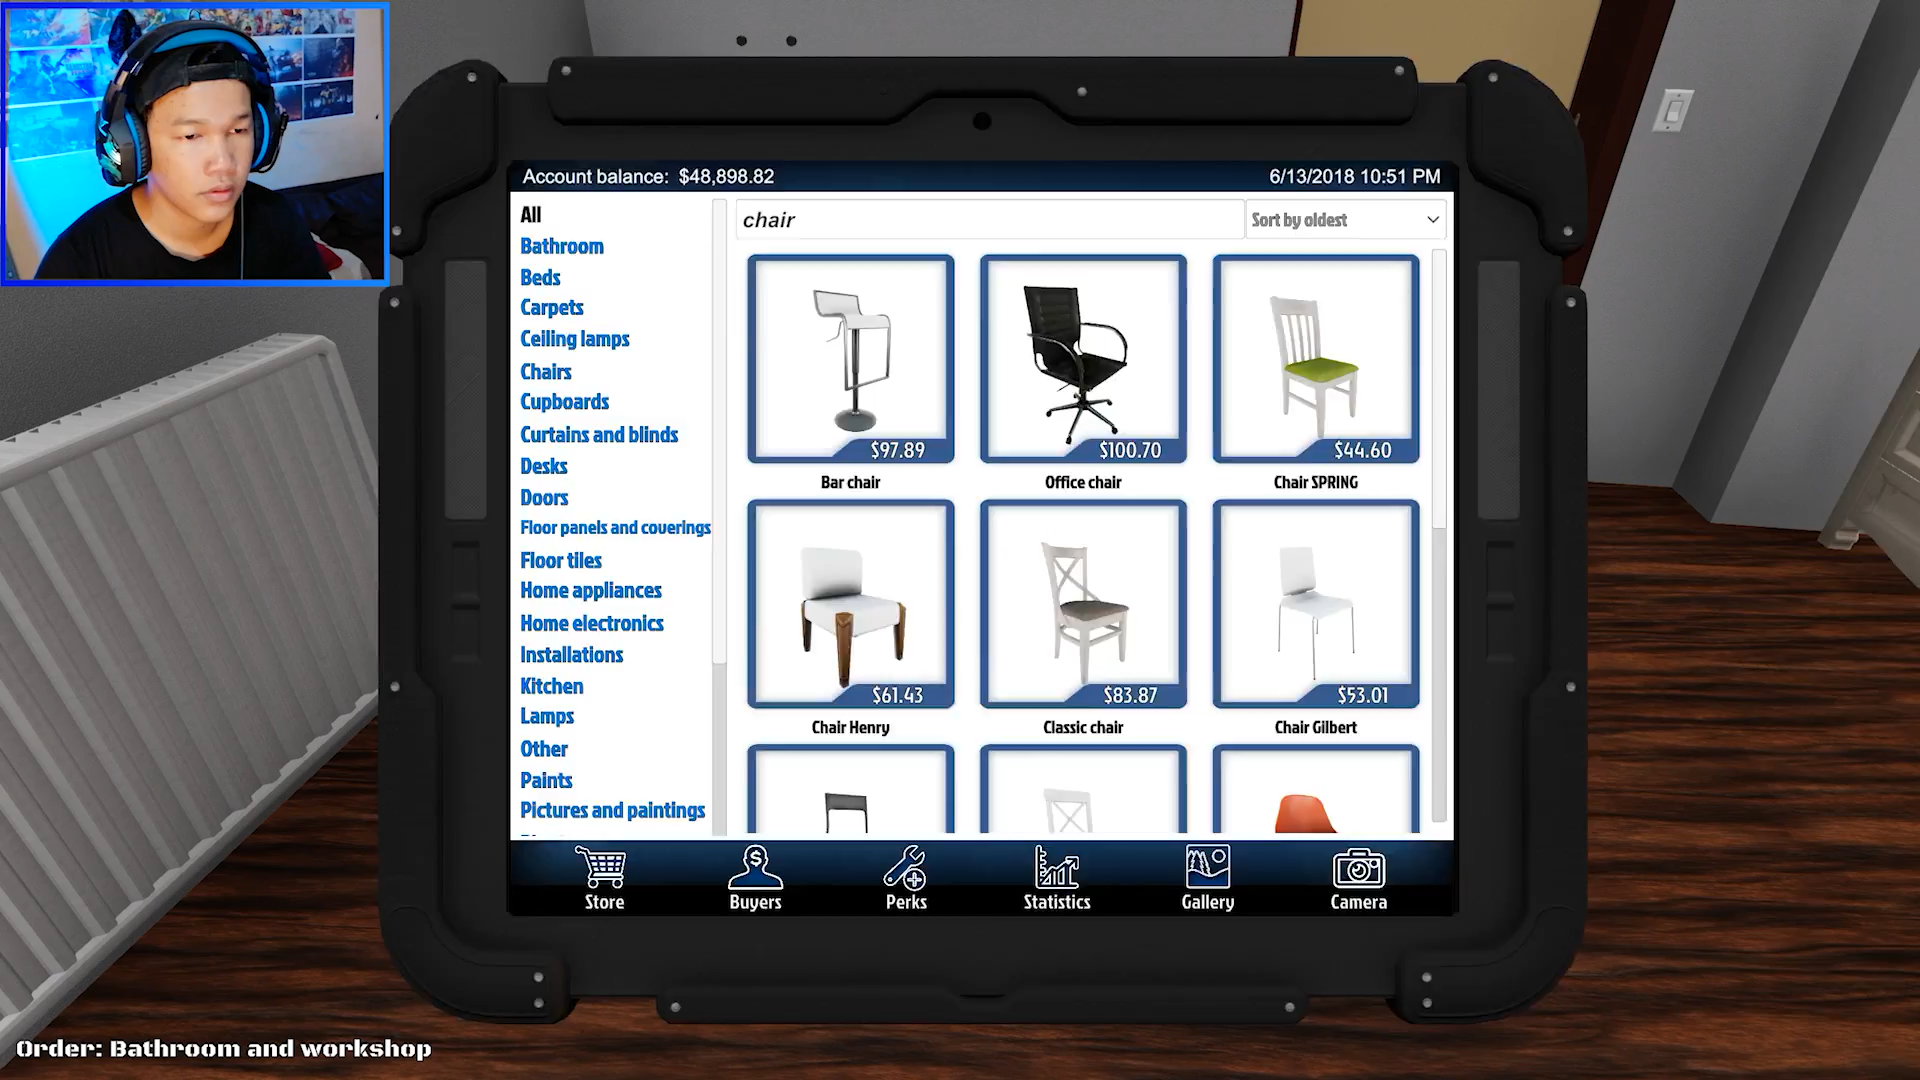 Account balance: $48,898.82
6/13/2018 10:51 PM
All
Bathroom
Beds
Carpets
Ceiling lamps
Chairs
Cupboards
Curtains and blinds
Desks
Doors
Floor panels and coverings
Floor tiles
Home appliances
Home electronics
Installations
Kitchen
Lamps
Other
Paints
Pictures and paintings
chair
Sort by oldest
$97.89
$100.70
$44.60
Bar chair
Office chair
Chair SPRING
$61.43
$83.87
$53.01
Chair Henry
Classic chair
Chair Gilbert
Store
Buyers
Perks
Statistics
Gallery
Camera
Order: Bathroom and workshop